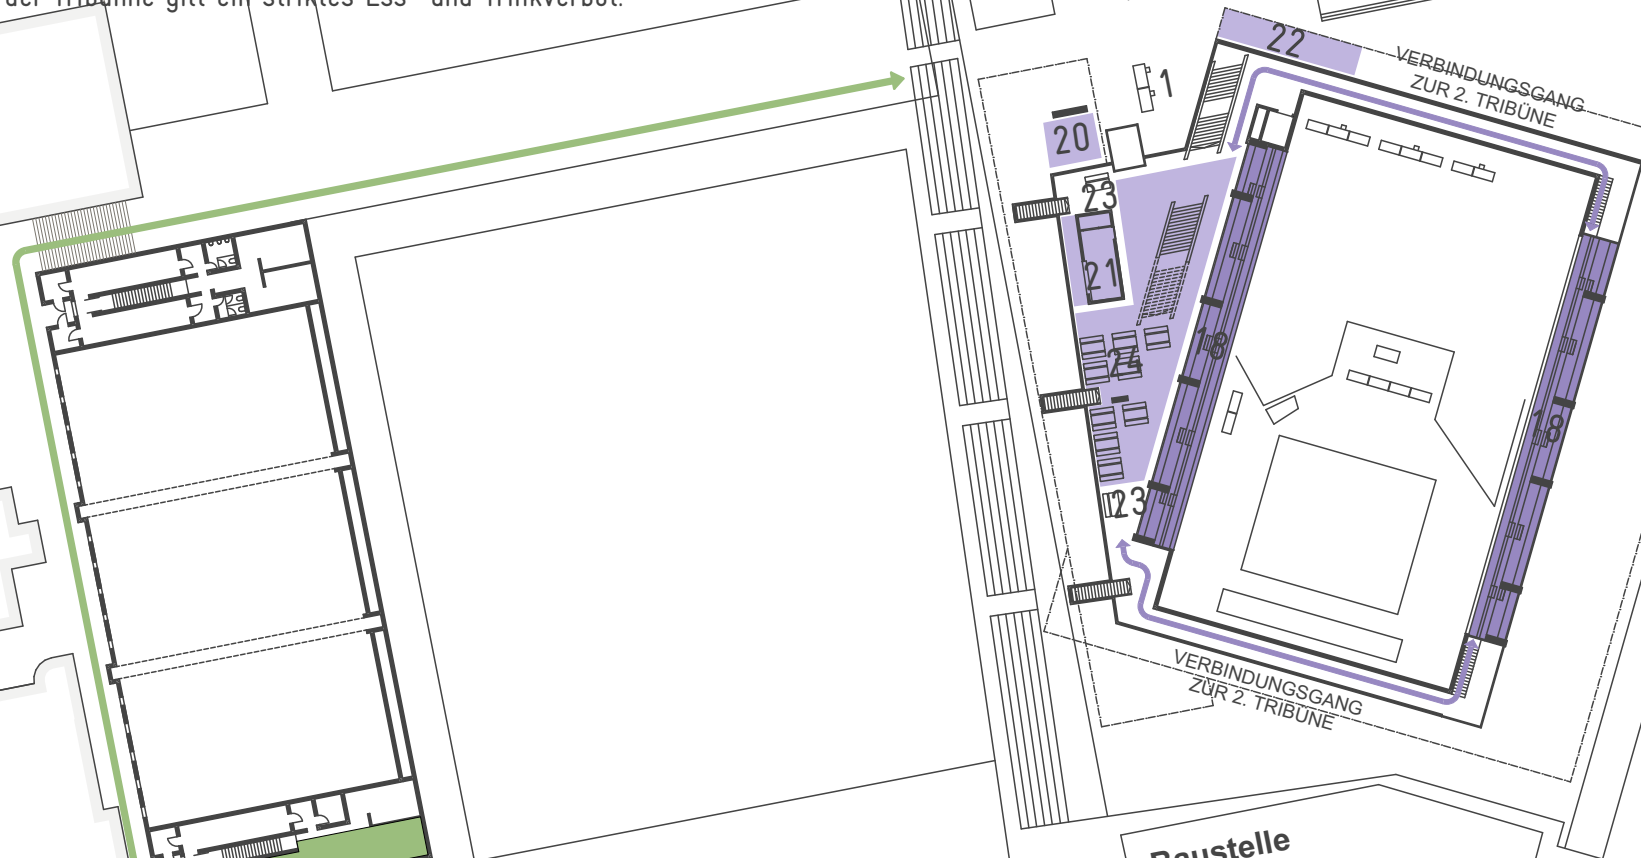 der Tribühne gilt ein striktes Ess- und Trinkverbot.
22
VERBINDUNGSGANG
ZUR 2. TRIBÜNE
1
20
23
21
18
24
18
23
VERBINDUNGSGANG
ZUR 2. TRIBÜNE
Baustelle